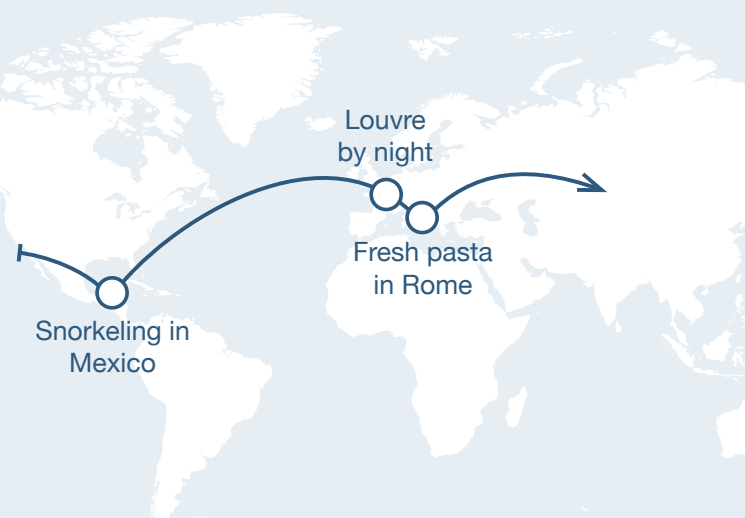 Louvre
by night
Fresh pasta
in Rome
Snorkeling in
Mexico